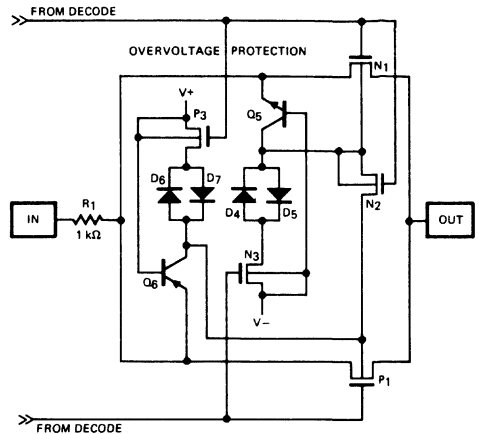 FROM DECODE
OVERVOLTAGE PROTECTION
N1
V+
P3
Q5
D6
D7
D4
D5
N2
IN
R1
1 kΩ
OUT
N3
Q6
V−
P1
FROM DECODE